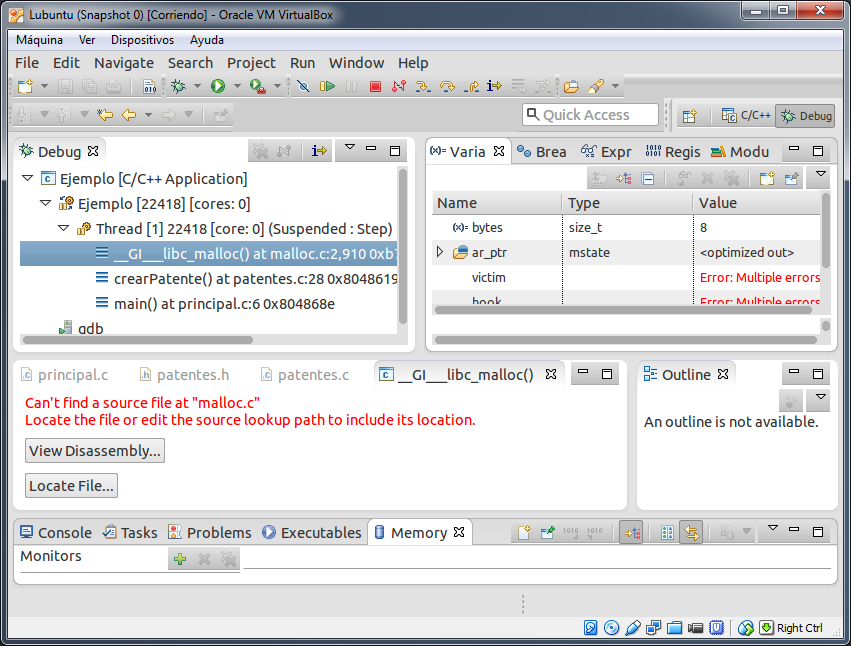 Lubuntu (Snapshot 0) [Corriendo] - Oracle VM VirtualBox
Máquina Ver Dispositivos Ayuda
File Edit Navigate Search Project Run Window Help
Quick Access
C/C++ Debug
Debug
Ejemplo [C/C++ Application]
Ejemplo [22418] [cores: 0]
Thread [1] 22418 [core: 0] (Suspended : Step)
__GI___libc_malloc() at malloc.c:2,910 0xb7
crearPatente() at patentes.c:28 0x8048619
main() at principal.c:6 0x804868e
gdb
(x)= Varia Brea Expr Regis Modu
Name Type Value
(x)= bytes size_t 8
ar_ptr mstate <optimized out>
victim Error: Multiple errors
hook Error: Multiple errors
principal.c patentes.h patentes.c __GI___libc_malloc()
Can't find a source file at "malloc.c"
Locate the file or edit the source lookup path to include its location.
View Disassembly...
Locate File...
Outline
An outline is not available.
Console Tasks Problems Executables Memory
Monitors
Right Ctrl